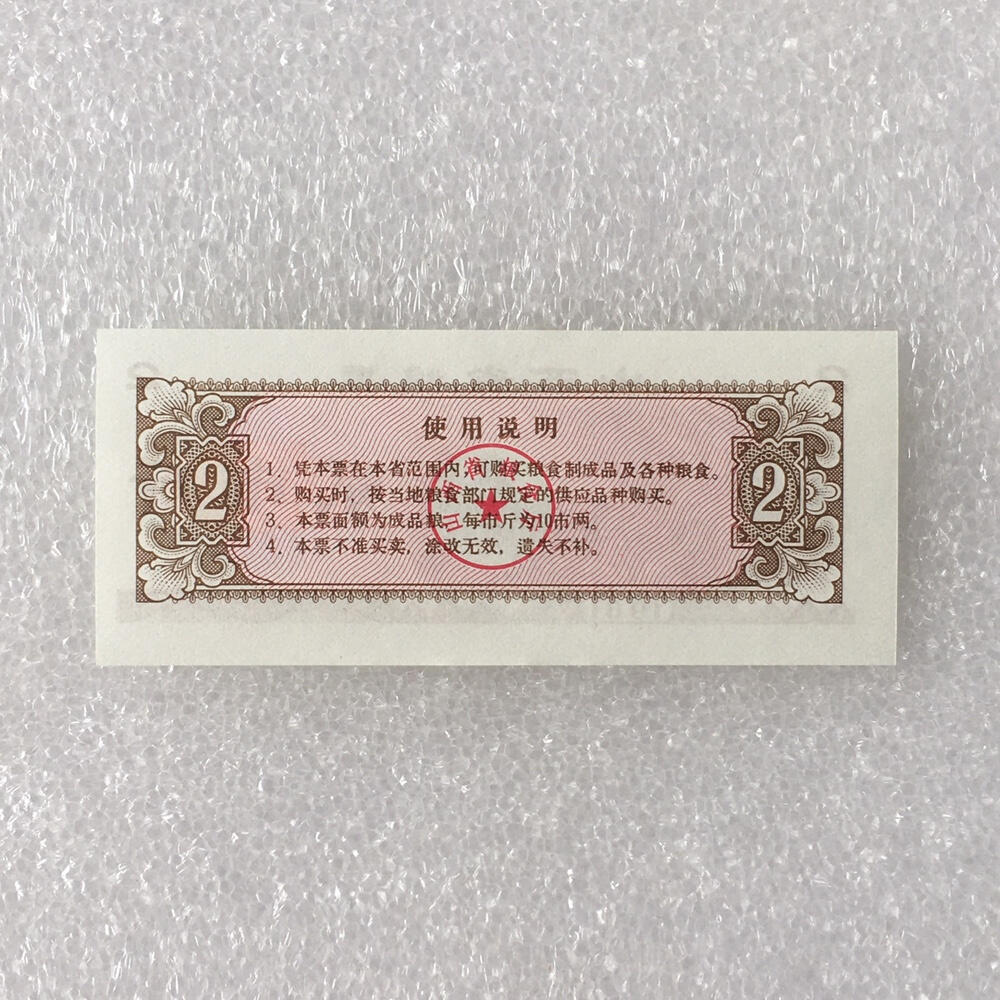 使用说明
1. 凭本票在本省范围内,可购买粮食制成品及各种粮食。
2. 购买时，按当地粮食部门规定的供应品种购买。
3. 本票面额为成品粮，每市斤为10市两。
4. 本票不准买卖，涂改无效，遗失不补。
2
2